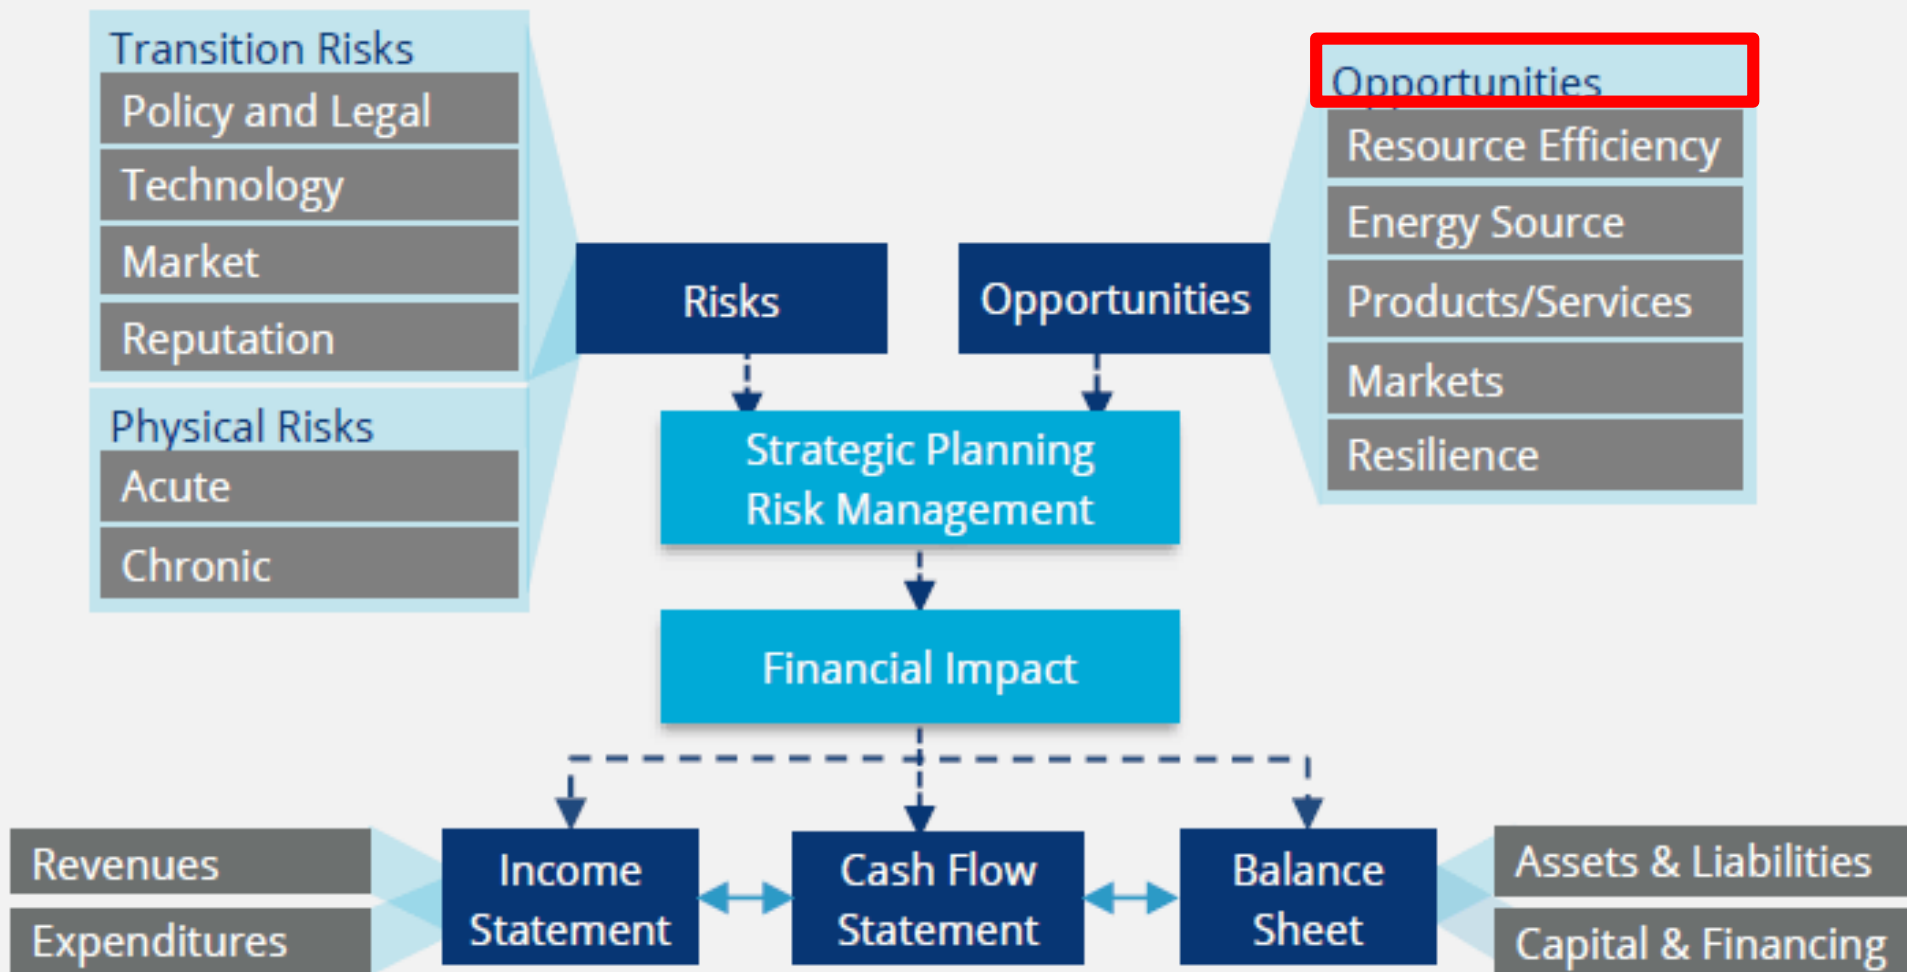 Transition Risks
Policy and Legal
Technology
Market
Reputation
Physical Risks
Acute
Chronic
Risks
Opportunities
Opportunities
Resource Efficiency
Energy Source
Products/Services
Markets
Resilience
Strategic Planning
Risk Management
Financial Impact
Revenues
Expenditures
Income
Statement
Cash Flow
Statement
Balance
Sheet
Assets & Liabilities
Capital & Financing